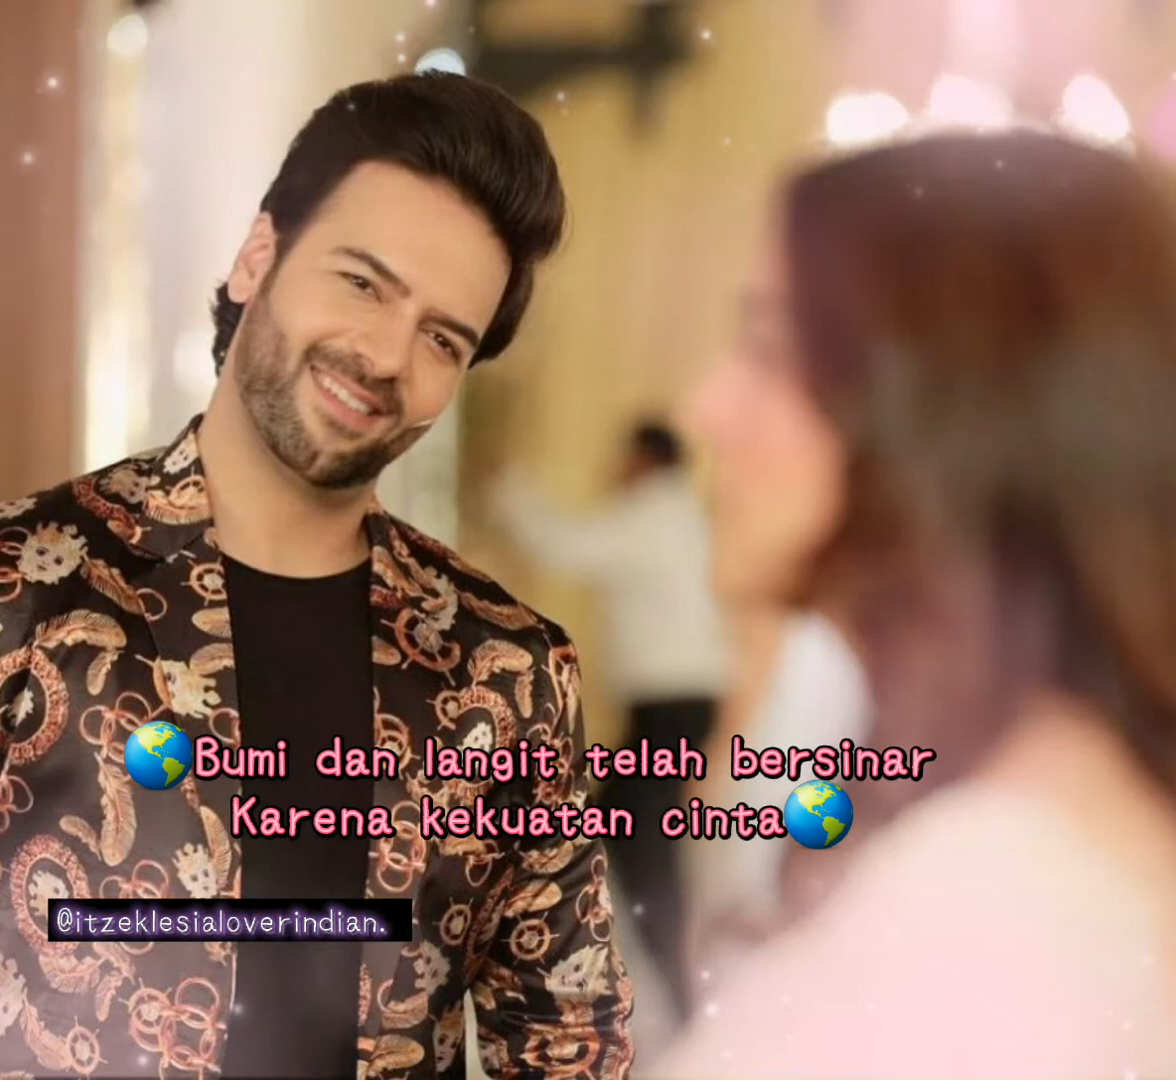 🌎Bumi dan langit telah bersinar
Karena kekuatan cinta🌎
@itzeklesialoverindian.